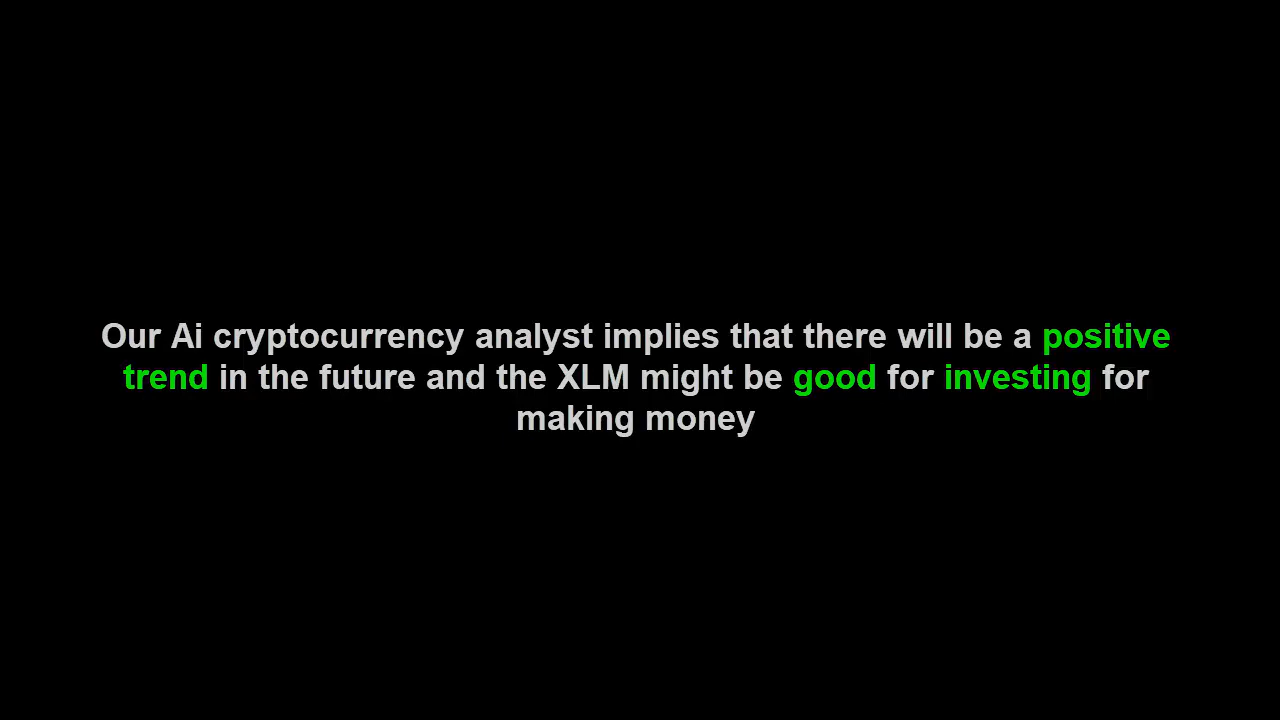 Our Ai cryptocurrency analyst implies that there will be a positive
trend in the future and the XLM might be good for investing for
making money